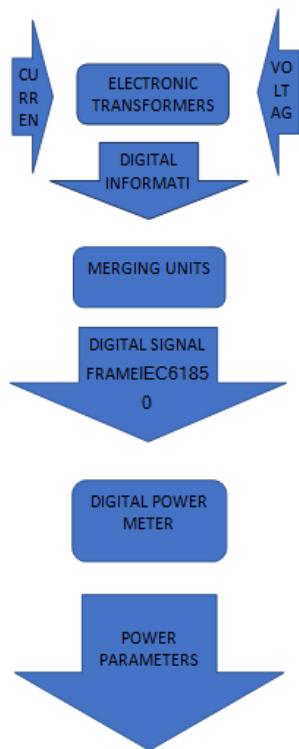 CU
RR
EN
ELECTRONIC
TRANSFORMERS
VO
LT
AG
DIGITAL
INFORMATI
MERGING UNITS
DIGITAL SIGNAL
FRAMEIEC6185
0
DIGITAL POWER
METER
POWER
PARAMETERS